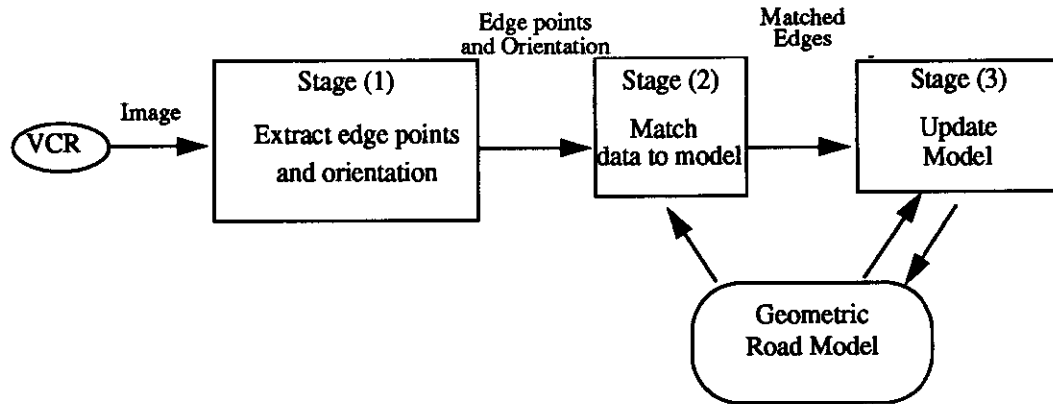 Edge points
and Orientation
Matched
Edges
Stage (1)
Stage (2)
Stage (3)
Image
VCR
Extract edge points
and orientation
Match
data to model
Update
Model
Geometric
Road Model